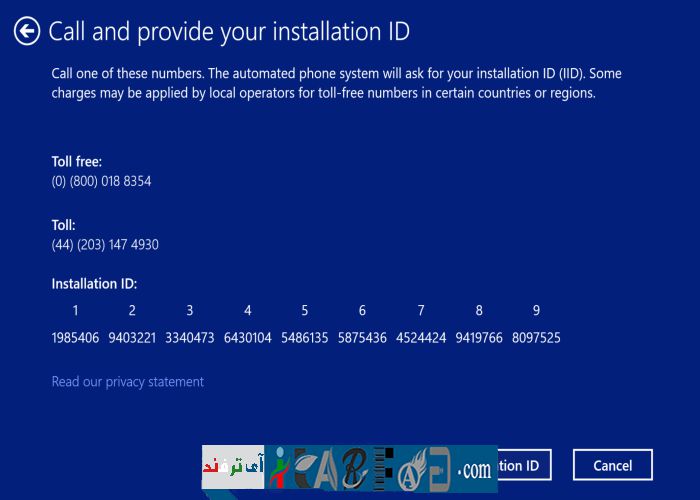 Call and provide your installation ID
Call one of these numbers. The automated phone system will ask for your installation ID (IID). Some
charges may be applied by local operators for toll-free numbers in certain countries or regions.
Toll free:
(0) (800) 018 8354
Toll:
(44) (203) 147 4930
Installation ID:
1 2 3 4 5 6 7 8 9
1985406 9403221 3340473 6430104 5486135 5875436 4524424 9419766 8097525
Read our privacy statement
آی ترفند
.com
ation ID
Cancel